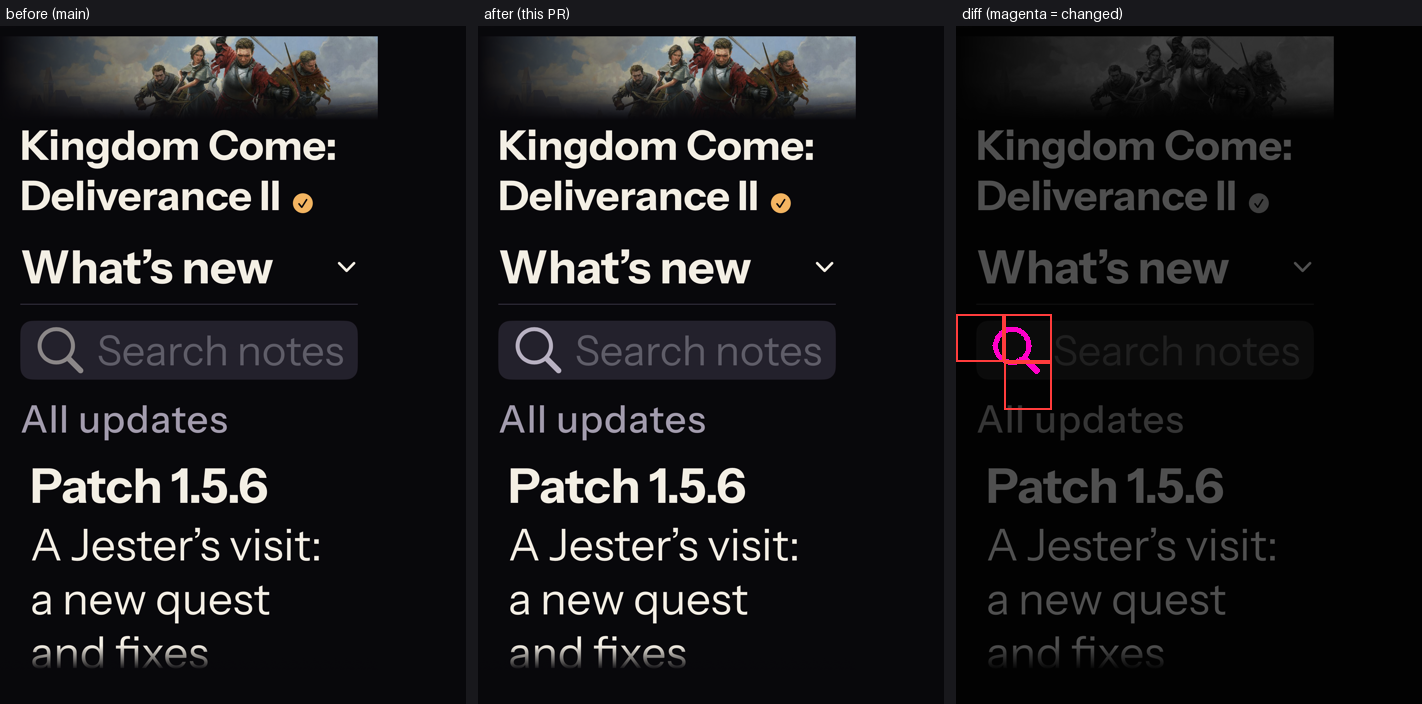 before (main)
Kingdom Come:
Deliverance II
What's new
Search notes
All updates
Patch 1.5.6
A Jester's visit:
a new quest
and fixes
after (this PR)
Kingdom Come:
Deliverance II
What's new
Search notes
All updates
Patch 1.5.6
A Jester's visit:
a new quest
and fixes
diff (magenta = changed)
Kingdom Come:
Deliverance II
What's new
Search notes
All updates
Patch 1.5.6
A Jester's visit:
a new quest
and fixes